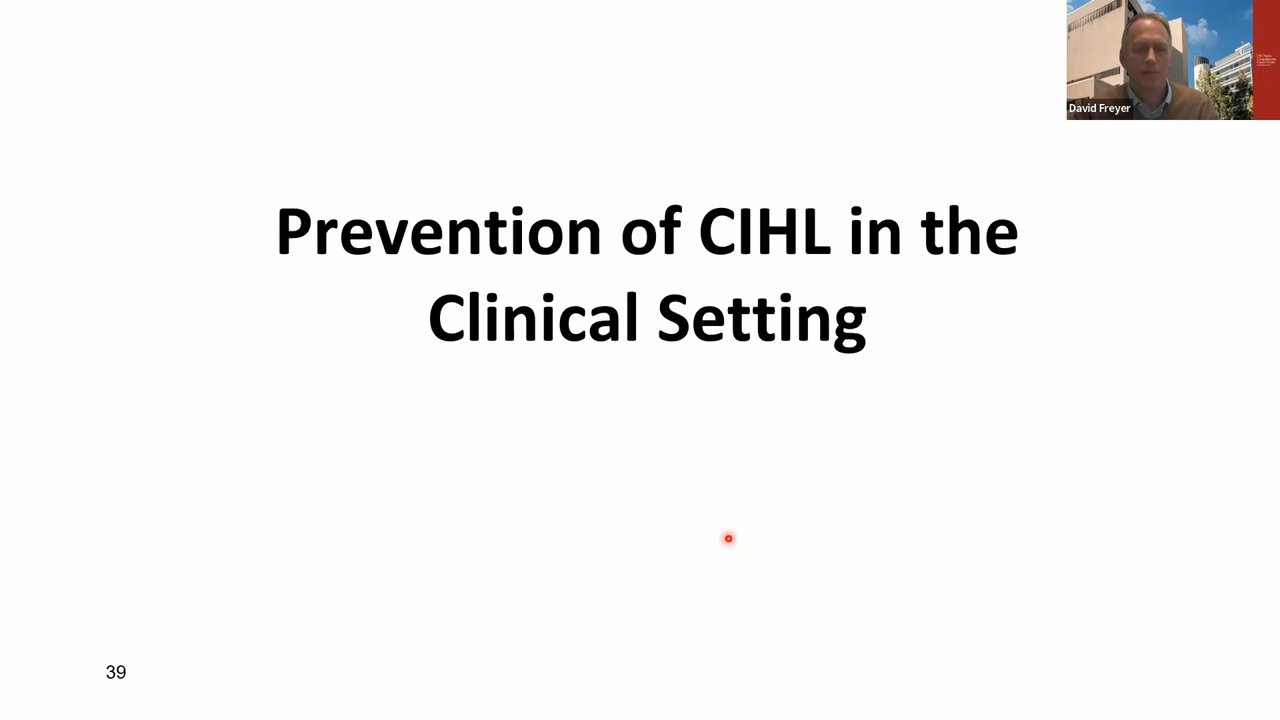 David Freyer
Prevention of CIHL in the
Clinical Setting
39